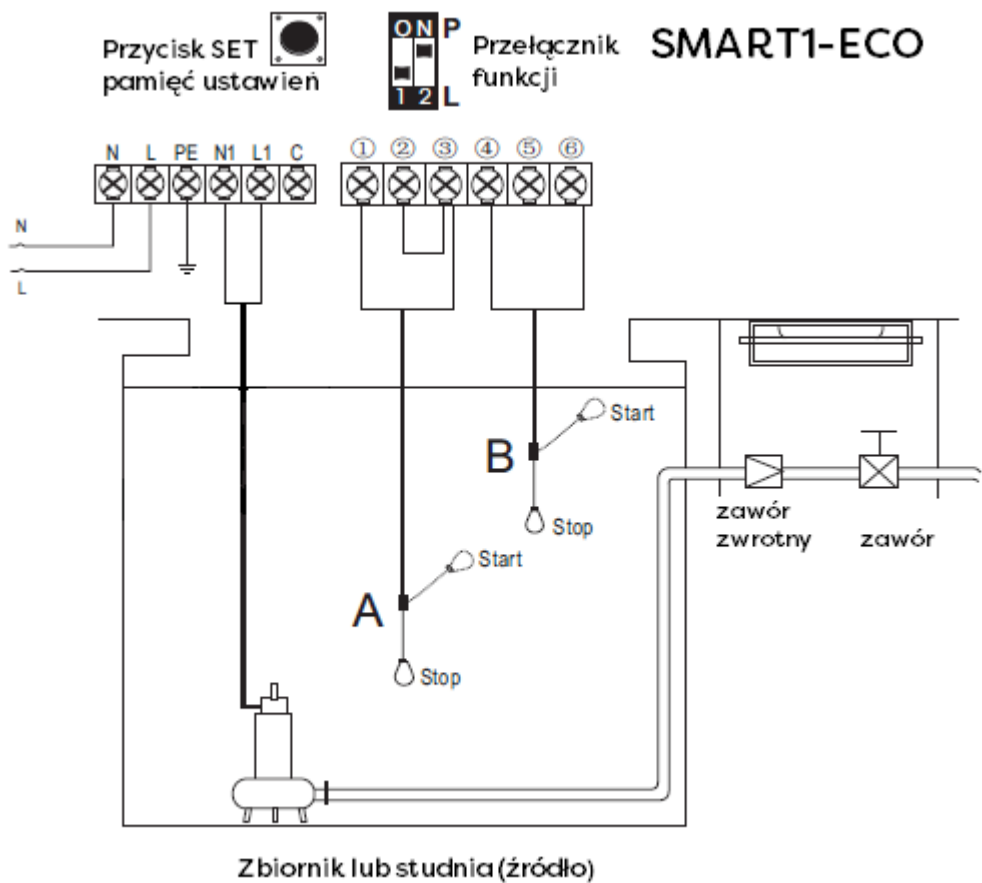 Przycisk SET
pamięć ustawień
ON P
1 2 L
Przełącznik
funkcji
SMART1-ECO
N L PE N1 L1 C
① ② ③ ④ ⑤ ⑥
N
L
Start
B
Stop
Start
A
Stop
zawór
zwrotny
zawór
Zbiornik lub studnia (źródło)